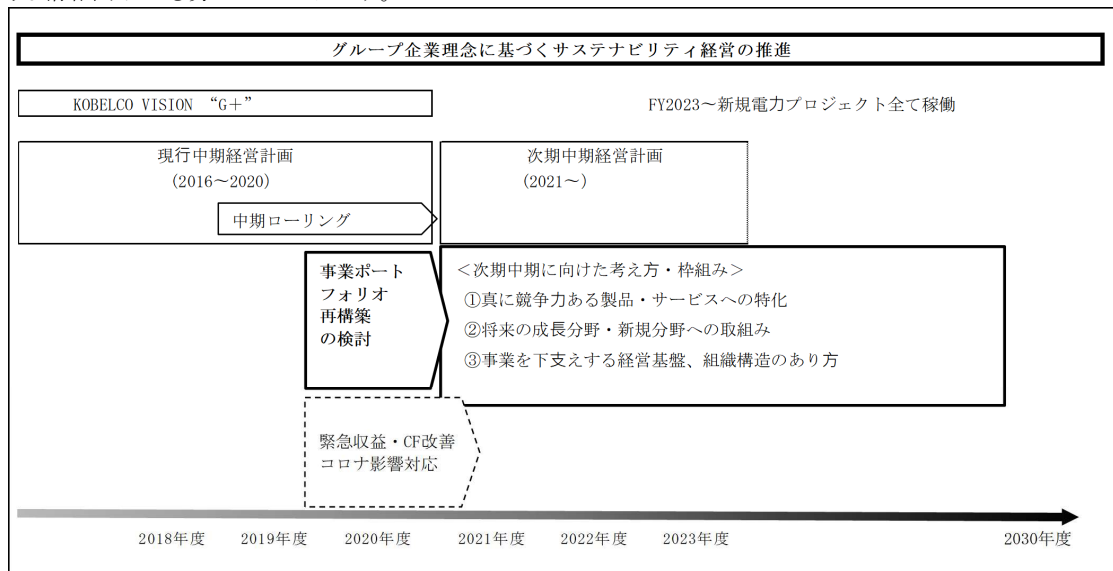 グループ企業理念に基づくサステナビリティ経営の推進
KOBELCO VISION “G＋”
FY2023～新規電力プロジェクト全て稼働
現行中期経営計画
(2016～2020)
中期ローリング
次期中期経営計画
(2021～)
事業ポート
フォリオ
再構築
の検討
＜次期中期に向けた考え方・枠組み＞
①真に競争力ある製品・サービスへの特化
②将来の成長分野・新規分野への取組み
③事業を下支えする経営基盤、組織構造のあり方
緊急収益・CF改善
コロナ影響対応
2018年度 2019年度 2020年度 2021年度 2022年度 2023年度 2030年度